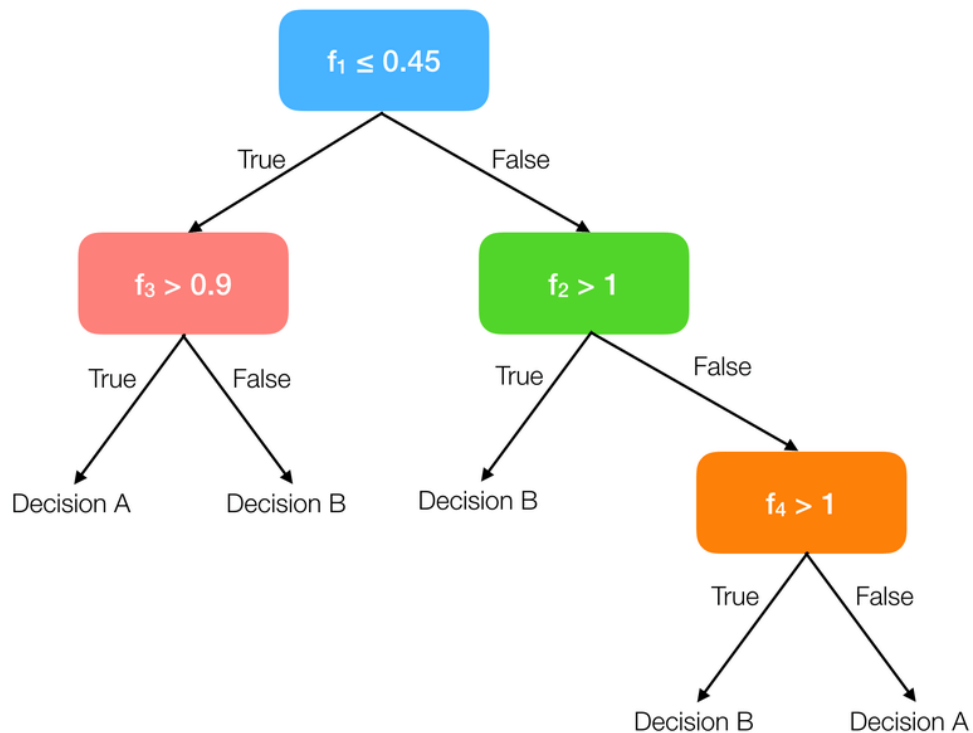 f₁ ≤ 0.45
True
False
f₃ > 0.9
f₂ > 1
True
False
True
False
Decision A
Decision B
Decision B
f₄ > 1
True
False
Decision B
Decision A